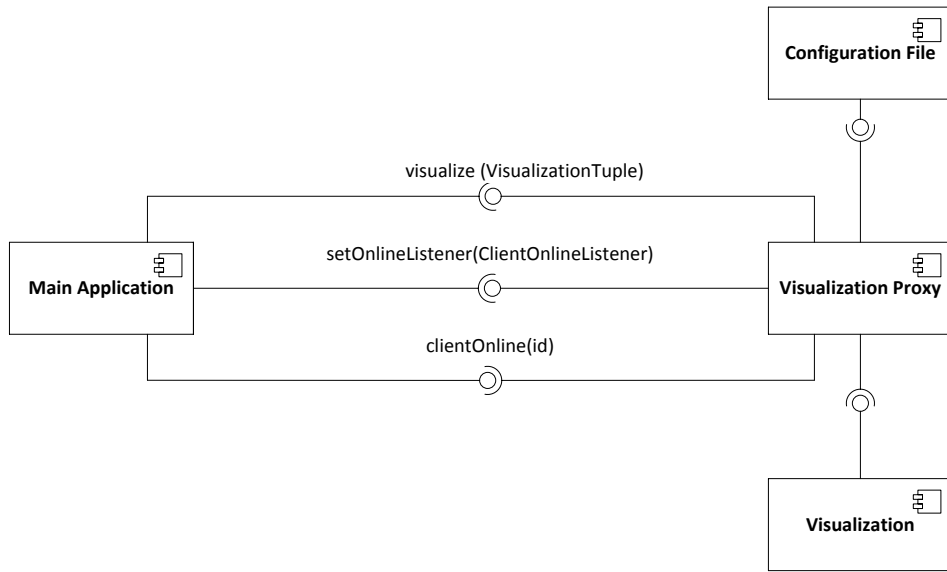 Configuration File
visualize (VisualizationTuple)
setOnlineListener(ClientOnlineListener)
Main Application
Visualization Proxy
clientOnline(id)
Visualization